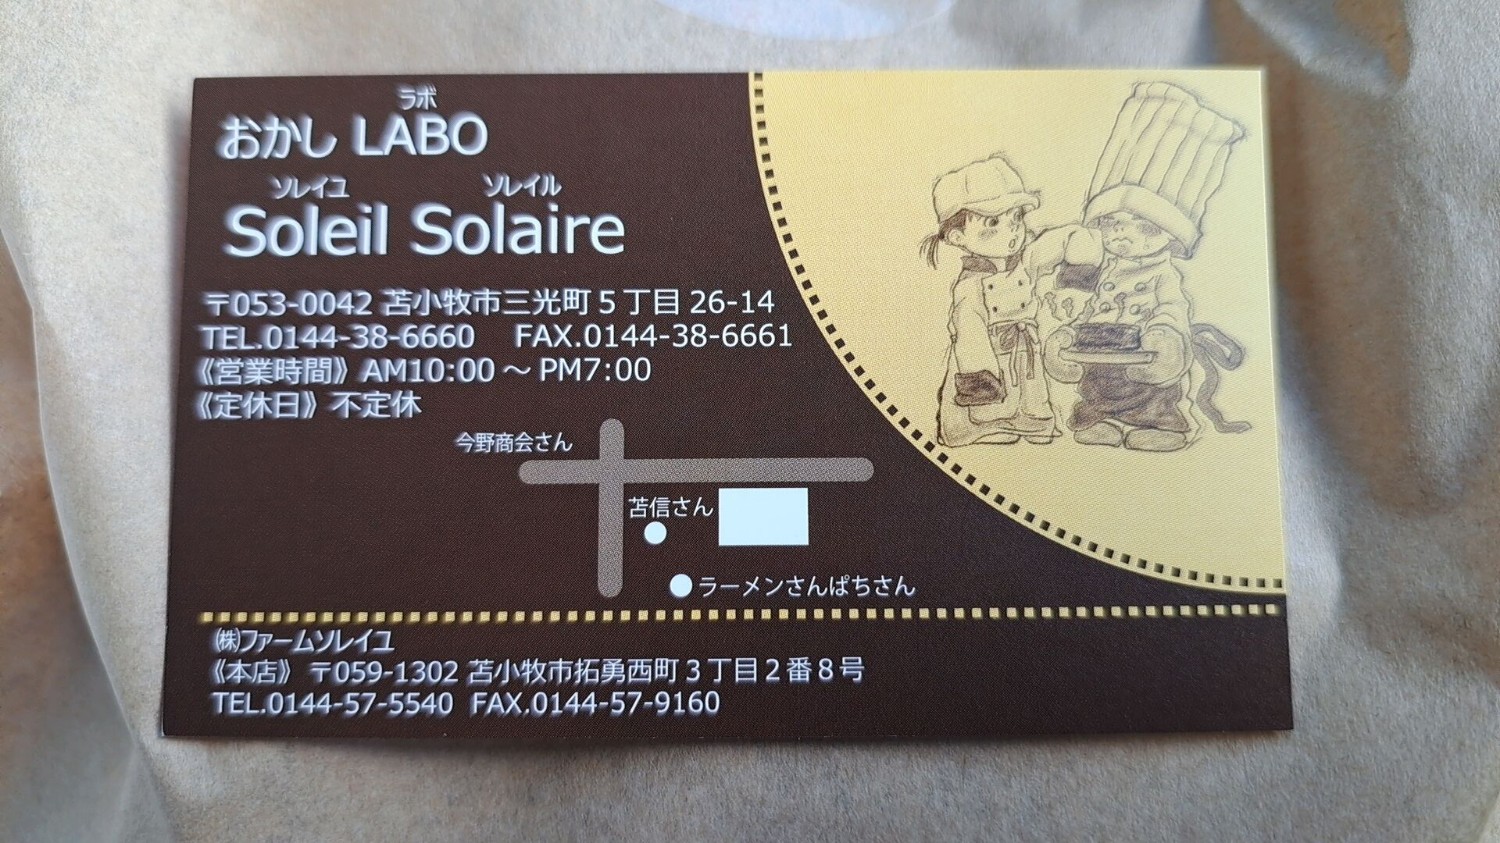 ラボ
おかし LABO
ソレイユ ソレイル
Soleil Solaire
〒053-0042 苫小牧市三光町5丁目26-14
TEL.0144-38-6660 FAX.0144-38-6661
《営業時間》AM10:00～PM7:00
《定休日》不定休
今野商会さん
苫信さん
ラーメンさんぱちさん
㈱ファームソレイユ
《本店》 〒059-1302 苫小牧市拓勇西町3丁目2番8号
TEL.0144-57-5540 FAX.0144-57-9160